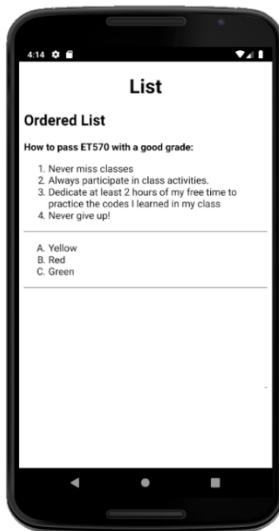 4:14
List
Ordered List
How to pass ET570 with a good grade:
1. Never miss classes
2. Always participate in class activities.
3. Dedicate at least 2 hours of my free time to
practice the codes I learned in my class
4. Never give up!
A. Yellow
B. Red
C. Green